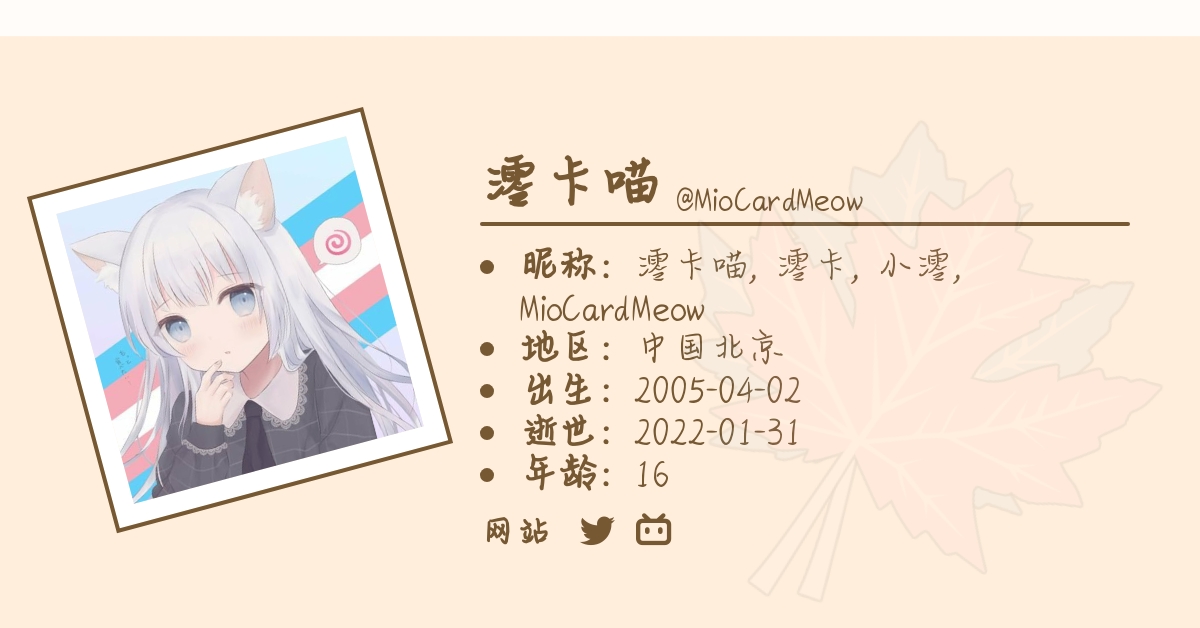 澪卡喵 @MioCardMeow
昵称：澪卡喵, 澪卡, 小澪,
MioCardMeow
地区：中国北京
出生：2005-04-02
逝世：2022-01-31
年龄：16
网站